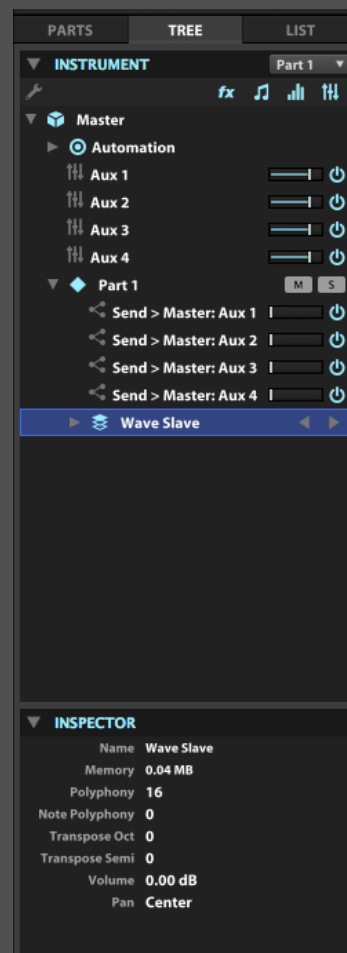 PARTS TREE LIST
INSTRUMENT Part 1
fx
Master
Automation
Aux 1
Aux 2
Aux 3
Aux 4
Part 1 M S
Send > Master: Aux 1
Send > Master: Aux 2
Send > Master: Aux 3
Send > Master: Aux 4
Wave Slave
INSPECTOR
Name Wave Slave
Memory 0.04 MB
Polyphony 16
Note Polyphony 0
Transpose Oct 0
Transpose Semi 0
Volume 0.00 dB
Pan Center